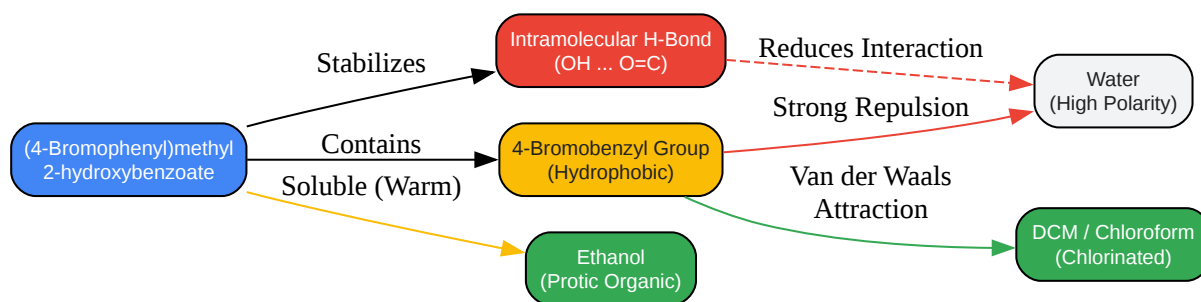 (4-Bromophenyl)methyl
2-hydroxybenzoate
Stabilizes
Contains
Soluble (Warm)
Intramolecular H-Bond
(OH ... O=C)
4-Bromobenzyl Group
(Hydrophobic)
Ethanol
(Protic Organic)
Reduces Interaction
Strong Repulsion
Van der Waals
Attraction
Water
(High Polarity)
DCM / Chloroform
(Chlorinated)